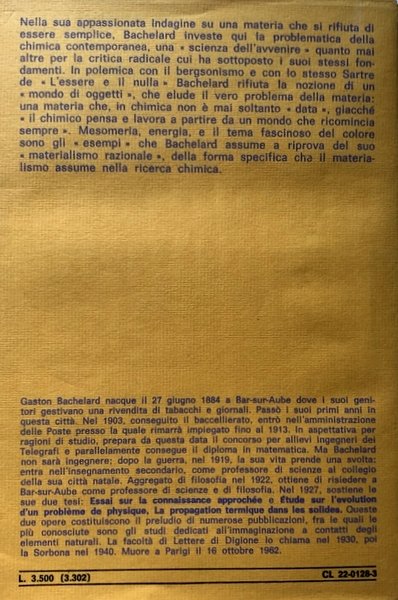 Nella sua appassionata indagine su una materia che si rifiuta di
essere semplice, Bachelard investe qui la problematica della
chimica contemporanea, una « scienza dell'avvenire » quanto mai
altre per la critica radicale cui ha sottoposto i suoi stessi fon-
damenti. In polemica con il bergsonismo e con lo stesso Sartre
de « L'essere e il nulla » Bachelard rifiuta la nozione di un
« mondo di oggetti », che elude il vero problema della materia:
una materia che, in chimica non è mai soltanto « data », giacché
« il chimico pensa e lavora a partire da un mondo che ricomincia
sempre ». Mesomeria, energia, e il tema fascinoso del colore
sono gli « esempi » che Bachelard assume a riprova del suo
« materialismo razionale », della forma specifica cha il materia-
lismo assume nella ricerca chimica.
Gaston Bachelard nacque il 27 giugno 1884 a Bar-sur-Aube dove i suoi geni-
tori gestivano una rivendita di tabacchi e giornali. Passò i suoi primi anni in
questa città. Nel 1903, conseguito il baccellierato, entrò nell'amministrazione
delle Poste presso la quale rimarrà impiegato fino al 1913. In aspettativa per
ragioni di studio, prepara da questa data il concorso per allievi ingegneri dei
Telegrafi e parallelamente consegue il diploma in matematica. Ma Bachelard
non sarà ingegnere; dopo la guerra, nel 1919, la sua vita prende una svolta:
entra nell'insegnamento secondario, come professore di scienze al collegio
della sua città natale. Aggregato di filosofia nel 1922, ottiene di risiedere a
Bar-sur-Aube come professore di scienze e di filosofia. Nel 1927, sostiene le
sue due tesi: Essai sur la connaissance approchée e Etude sur l'evolution
d'un problème de physique, La propagation termique dans les solides. Queste
due opere costituiscono il preludio di numerose pubblicazioni, fra le quali le
più conosciute sono gli studi dedicati all'immaginazione a contatti degli
elementi naturali. La facoltà di Lettere di Digione lo chiama nel 1930, poi
la Sorbona nel 1940. Muore a Parigi il 16 ottobre 1962.
L. 3.500 (3.302) CL 22-0128-3